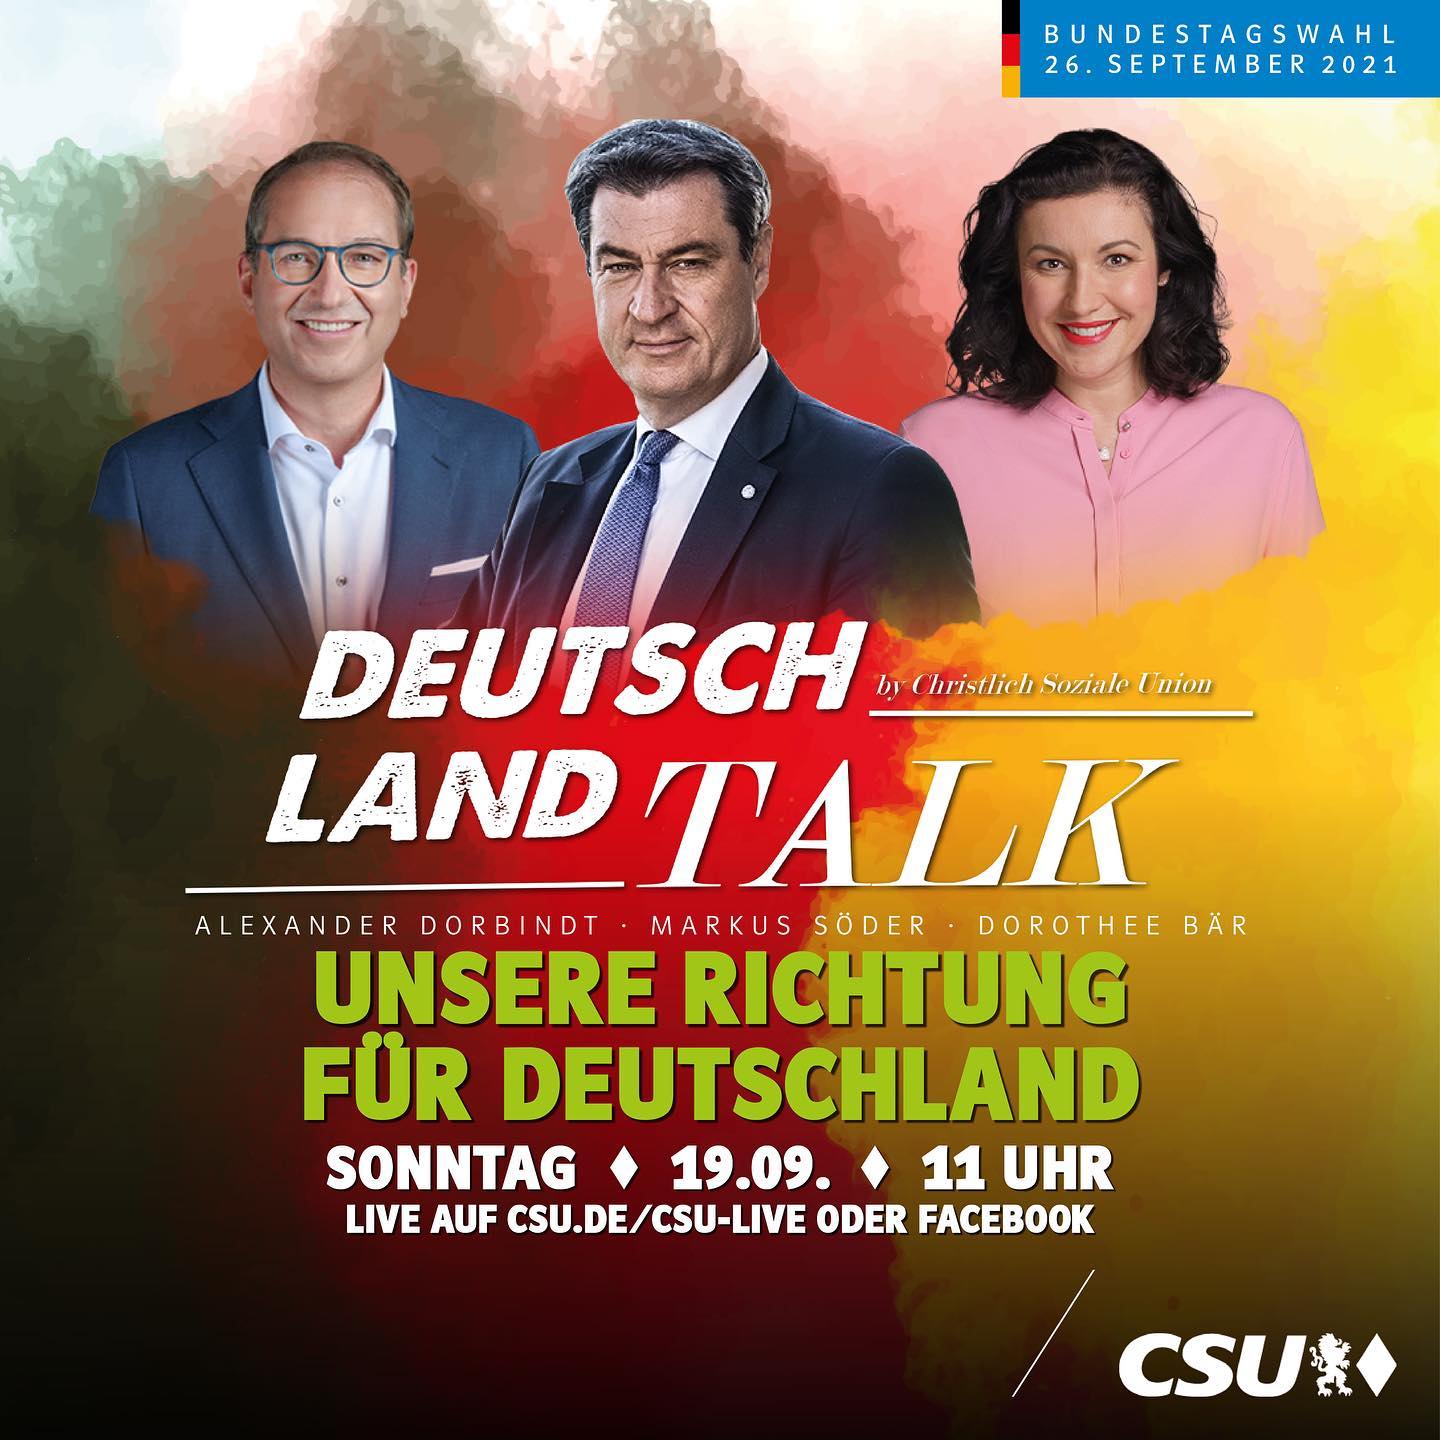 BUNDESTAGSWAHL
26. SEPTEMBER 2021
DEUTSCH
by Christlich Soziale Union
LAND TALK
ALEXANDER DORBINDT · MARKUS SÖDER · DOROTHEE BÄR
UNSERE RICHTUNG
FÜR DEUTSCHLAND
SONNTAG ♦ 19.09. ♦ 11 UHR
LIVE AUF CSU.DE/CSU-LIVE ODER FACEBOOK
CSU